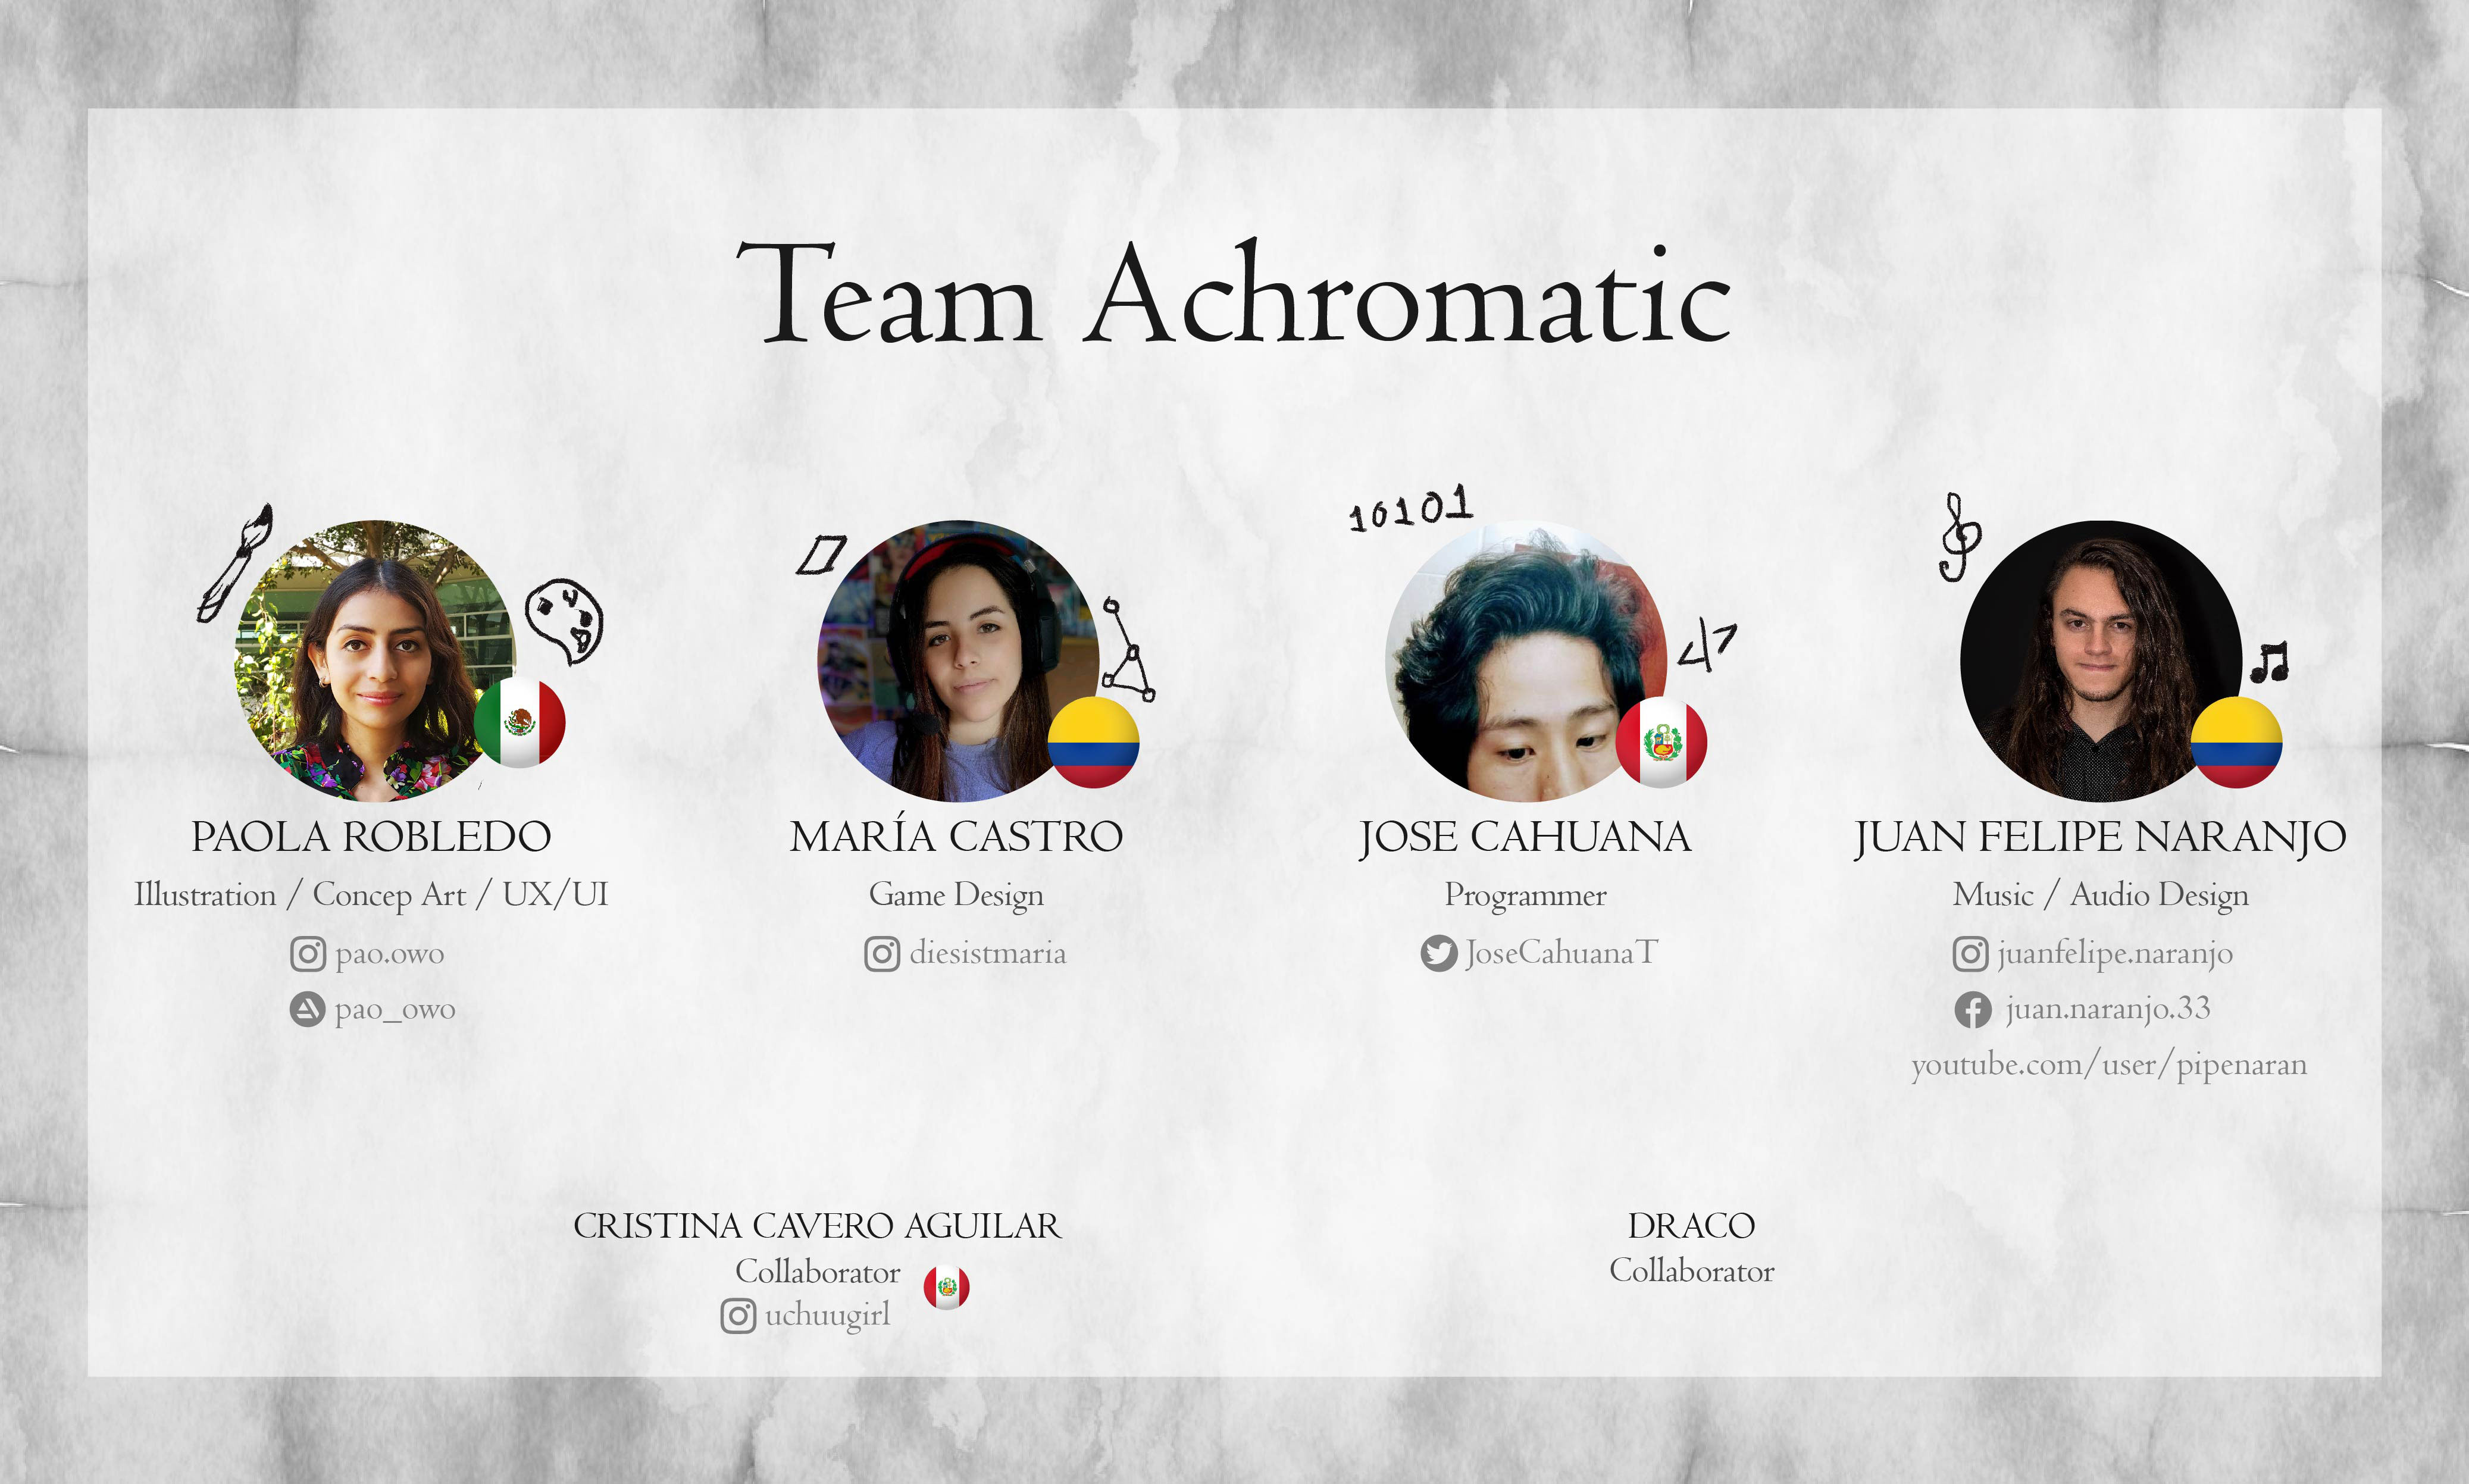 Team Achromatic
10101
</>
PAOLA ROBLEDO
Illustration / Concep Art / UX/UI
pao.owo
pao_owo
MARÍA CASTRO
Game Design
diesistmaria
JOSE CAHUANA
Programmer
JoseCahuanaT
JUAN FELIPE NARANJO
Music / Audio Design
juanfelipe.naranjo
juan.naranjo.33
youtube.com/user/pipenaran
CRISTINA CAVERO AGUILAR
Collaborator
uchuugirl
DRACO
Collaborator